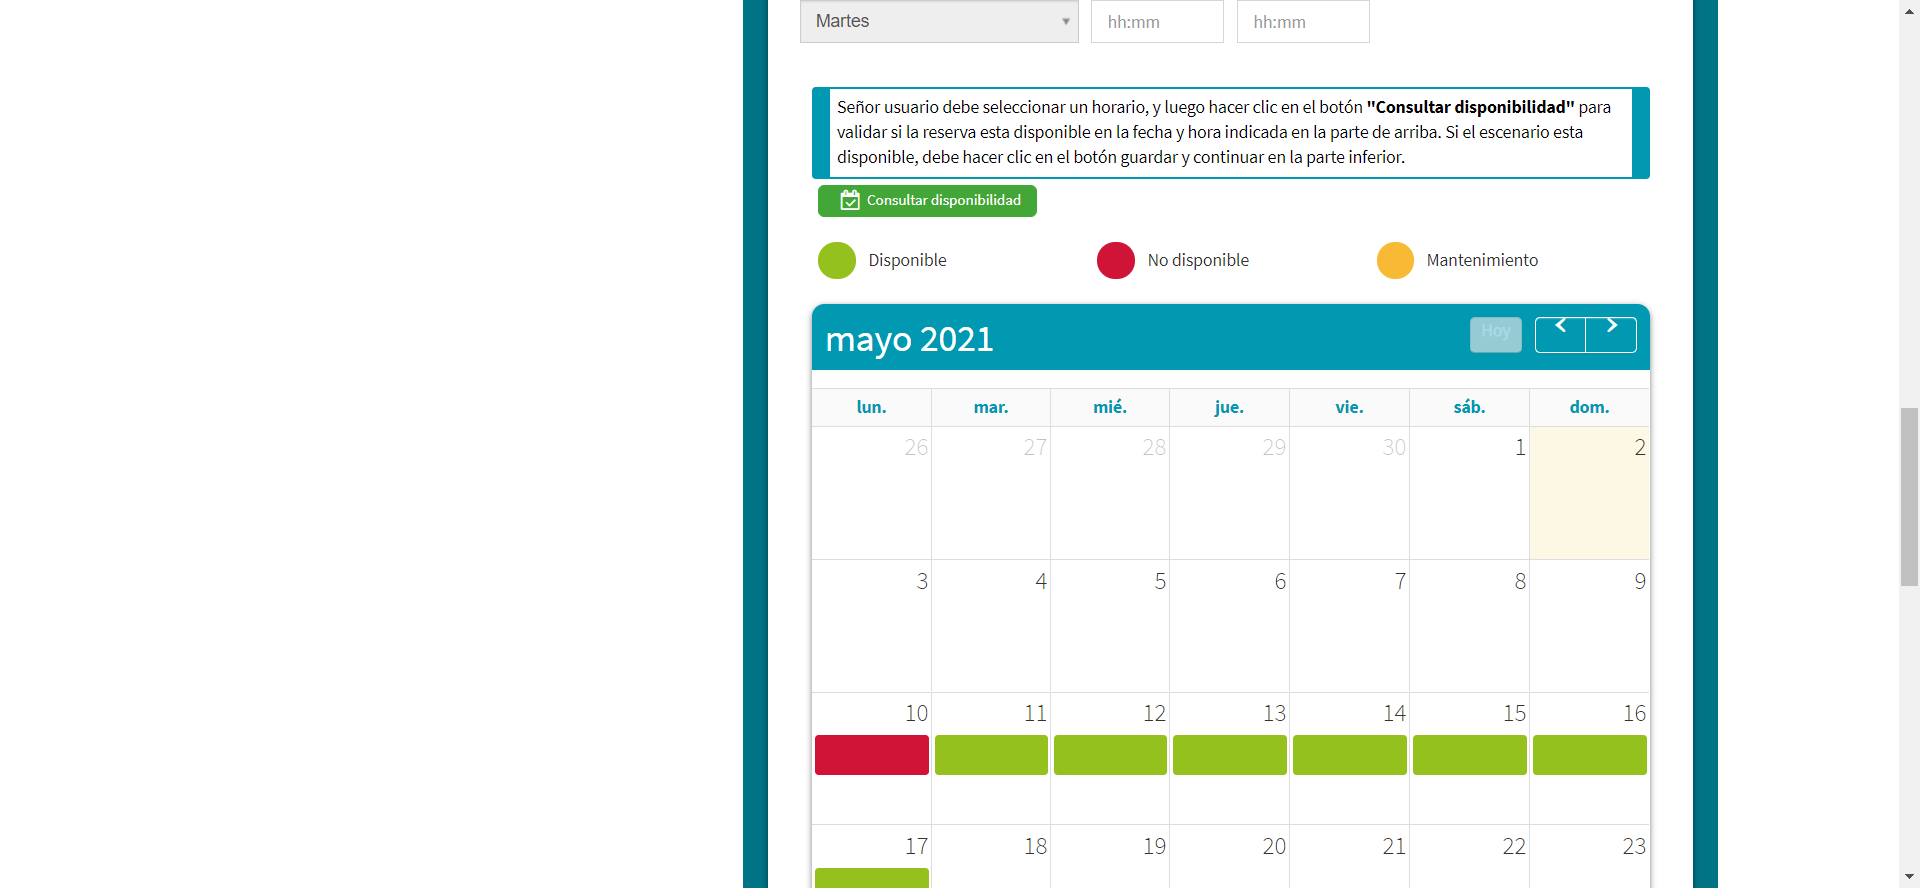 Martes hh:mm hh:mm
Señor usuario debe seleccionar un horario, y luego hacer clic en el botón "Consultar disponibilidad" para
validar si la reserva esta disponible en la fecha y hora indicada en la parte de arriba. Si el escenario esta
disponible, debe hacer clic en el botón guardar y continuar en la parte inferior.
Consultar disponibilidad
Disponible No disponible Mantenimiento
mayo 2021 Hoy
lun. mar. mié. jue. vie. sáb. dom.
26 27 28 29 30 1 2
3 4 5 6 7 8 9
10 11 12 13 14 15 16
17 18 19 20 21 22 23